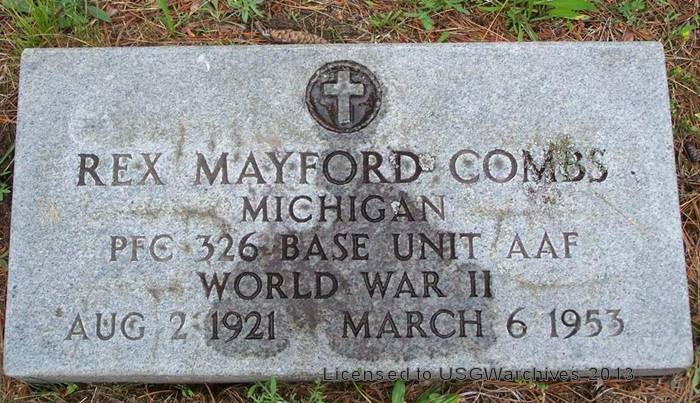 REX MAYFORD COMBS
MICHIGAN
PFC 326 BASE UNIT AAF
WORLD WAR II
AUG 2 1921 MARCH 6 1953
Licensed to USGWarchives-2013